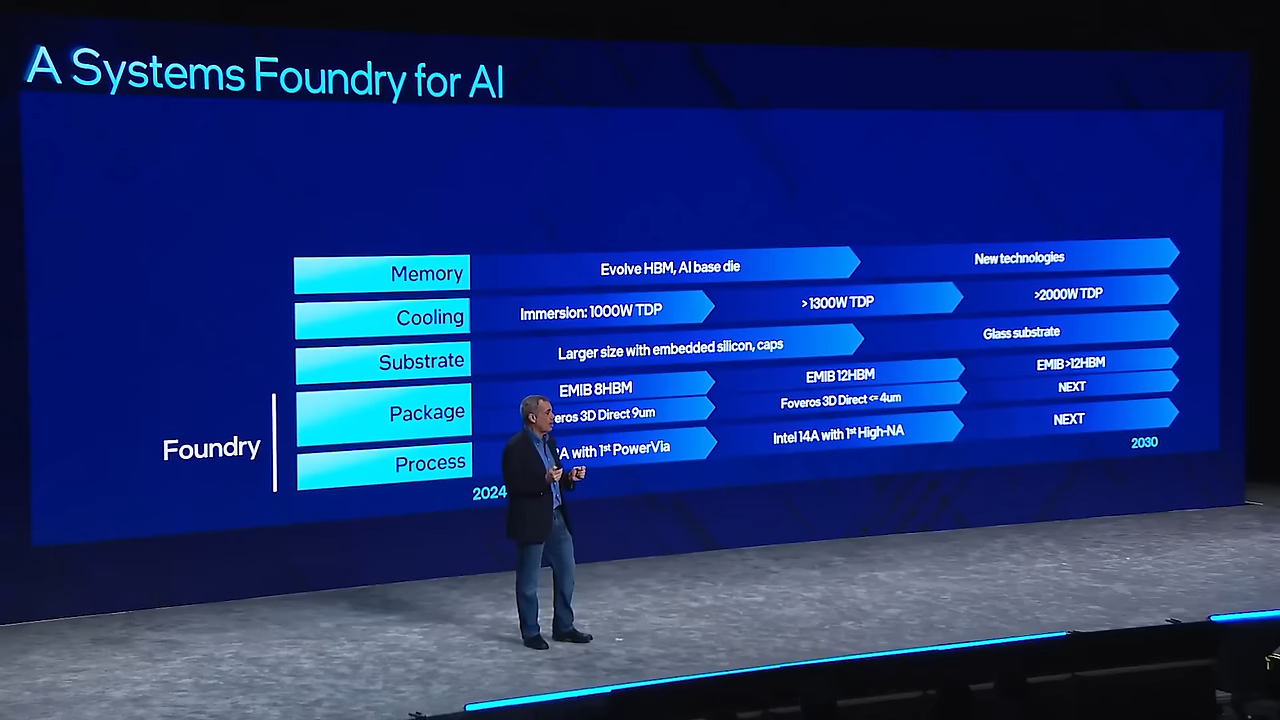 A Systems Foundry for AI
Memory
Evolve HBM, AI base die
New technologies
Cooling
Immersion: 1000W TDP
>1300W TDP
>2000W TDP
Substrate
Larger size with embedded silicon, caps
Glass substrate
Foundry
Package
EMIB 8HBM
EMIB 12HBM
EMIB>12HBM
3D Direct 9um
Foveros 3D Direct <= 4um
NEXT
Process
with 1st PowerVia
Intel 14A with 1st High-NA
NEXT
2024
2030